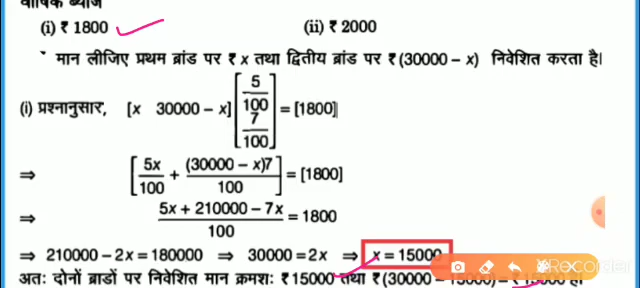 वार्षिक ब्याज
(i) ₹ 1800 (ii) ₹ 2000
मान लीजिए प्रथम ब्रांड पर ₹ x तथा द्वितीय ब्रांड पर ₹ (30000 – x) निवेशित करता है।
(i) प्रश्नानुसार, [x 30000 – x] [5/100 7/100] = [1800]
⇒ [5x/100 + (30000 – x)7/100] = [1800]
⇒ (5x + 210000 – 7x)/100 = 1800
⇒ 210000 – 2x = 180000 ⇒ 30000 = 2x ⇒ x = 15000
अतः दोनों ब्राडों पर निवेशित मान क्रमशः ₹ 15000 तथा ₹ (30000